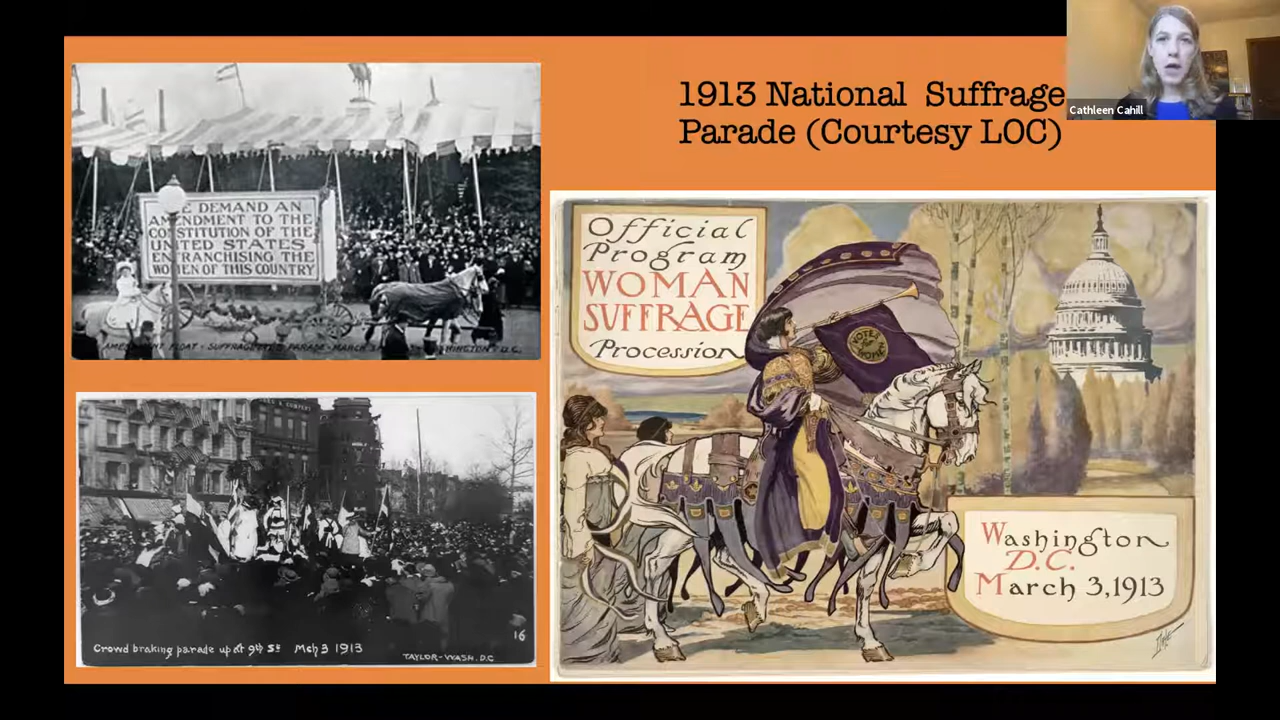 1913 National Suffrage
Parade (Courtesy LOC)
Cathleen Cahill
WE DEMAND AN
AMENDMENT TO THE
CONSTITUTION OF THE
UNITED STATES
ENFRANCHISING THE
WOMEN OF THIS COUNTRY
Official
Program
WOMAN
SUFFRAGE
Procession
VOTES
WOMEN
Washington
D.C.
March 3, 1913
Crowd braking parade up at 9th St Mch 3 1913
16
TAYLOR-WASH. D.C